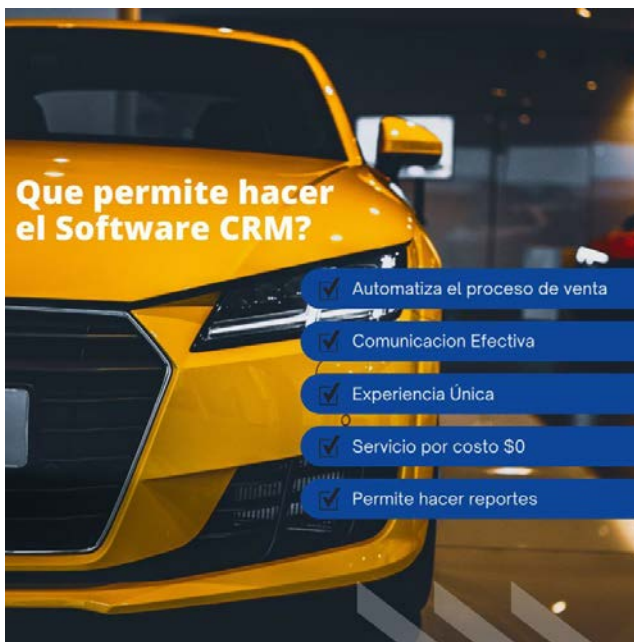 Que permite hacer
el Software CRM?
Automatiza el proceso de venta
Comunicacion Efectiva
Experiencia Única
Servicio por costo $0
Permite hacer reportes